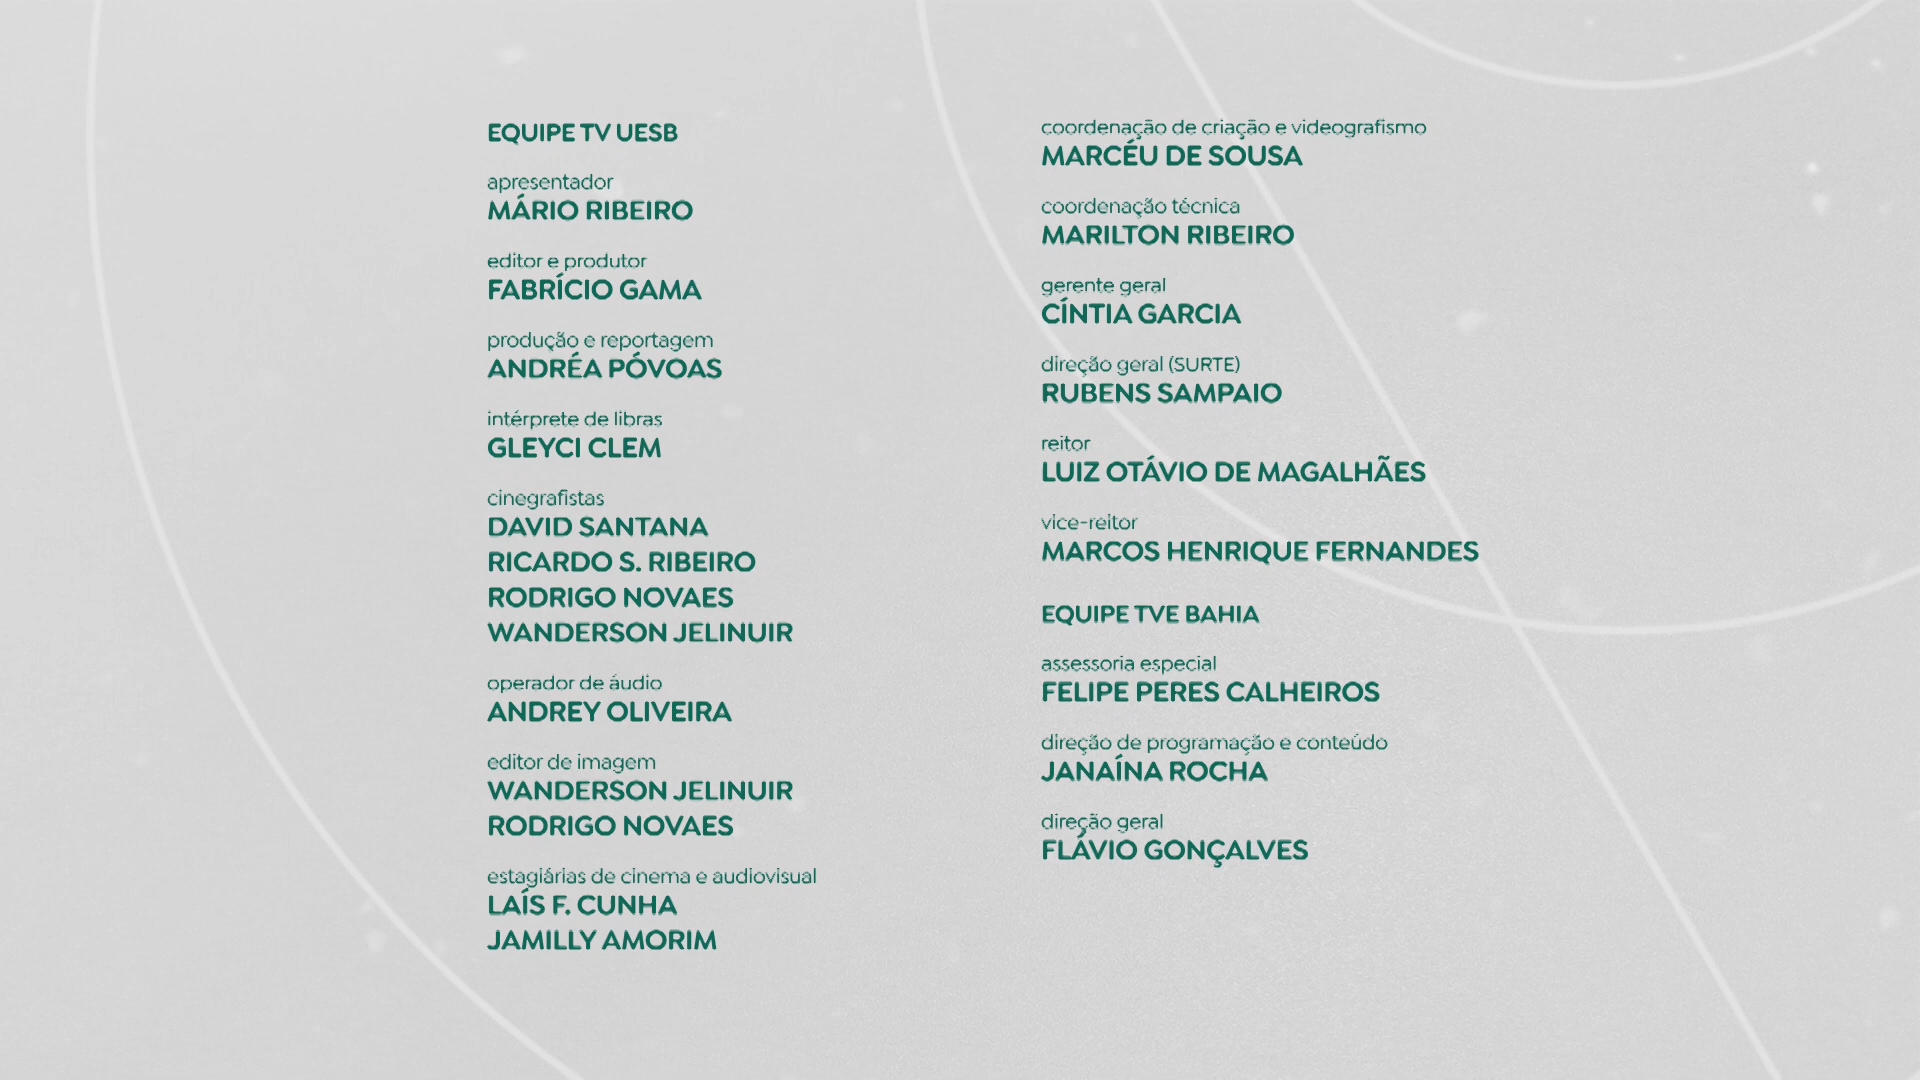 EQUIPE TV UESB
apresentador
MÁRIO RIBEIRO
editor e produtor
FABRÍCIO GAMA
produção e reportagem
ANDRÉA PÓVOAS
intérprete de libras
GLEYCI CLEM
cinegrafistas
DAVID SANTANA
RICARDO S. RIBEIRO
RODRIGO NOVAES
WANDERSON JELINUIR
operador de áudio
ANDREY OLIVEIRA
editor de imagem
WANDERSON JELINUIR
RODRIGO NOVAES
estagiárias de cinema e audiovisual
LAÍS F. CUNHA
JAMILLY AMORIM
coordenação de criação e videografismo
MARCÉU DE SOUSA
coordenação técnica
MARILTON RIBEIRO
gerente geral
CÍNTIA GARCIA
direção geral (SURTE)
RUBENS SAMPAIO
reitor
LUIZ OTÁVIO DE MAGALHÃES
vice-reitor
MARCOS HENRIQUE FERNANDES
EQUIPE TVE BAHIA
assessoria especial
FELIPE PERES CALHEIROS
direção de programação e conteúdo
JANAÍNA ROCHA
direção geral
FLÁVIO GONÇALVES